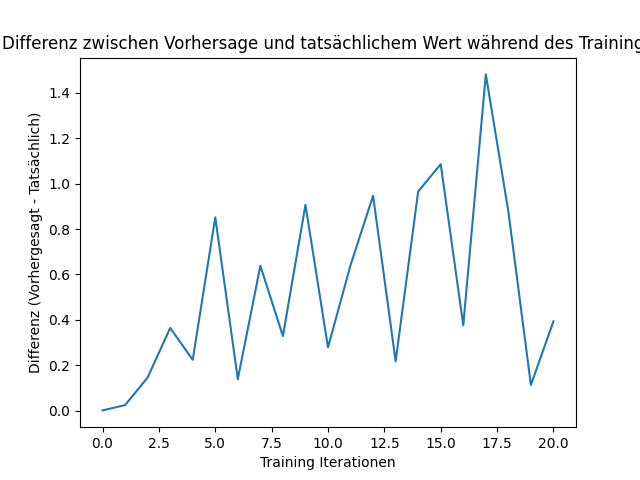 Differenz zwischen Vorhersage und tatsächlichem Wert während des Training
Differenz (Vorhergesagt - Tatsächlich)
1.4
1.2
1.0
0.8
0.6
0.4
0.2
0.0
0.0 2.5 5.0 7.5 10.0 12.5 15.0 17.5 20.0
Training Iterationen